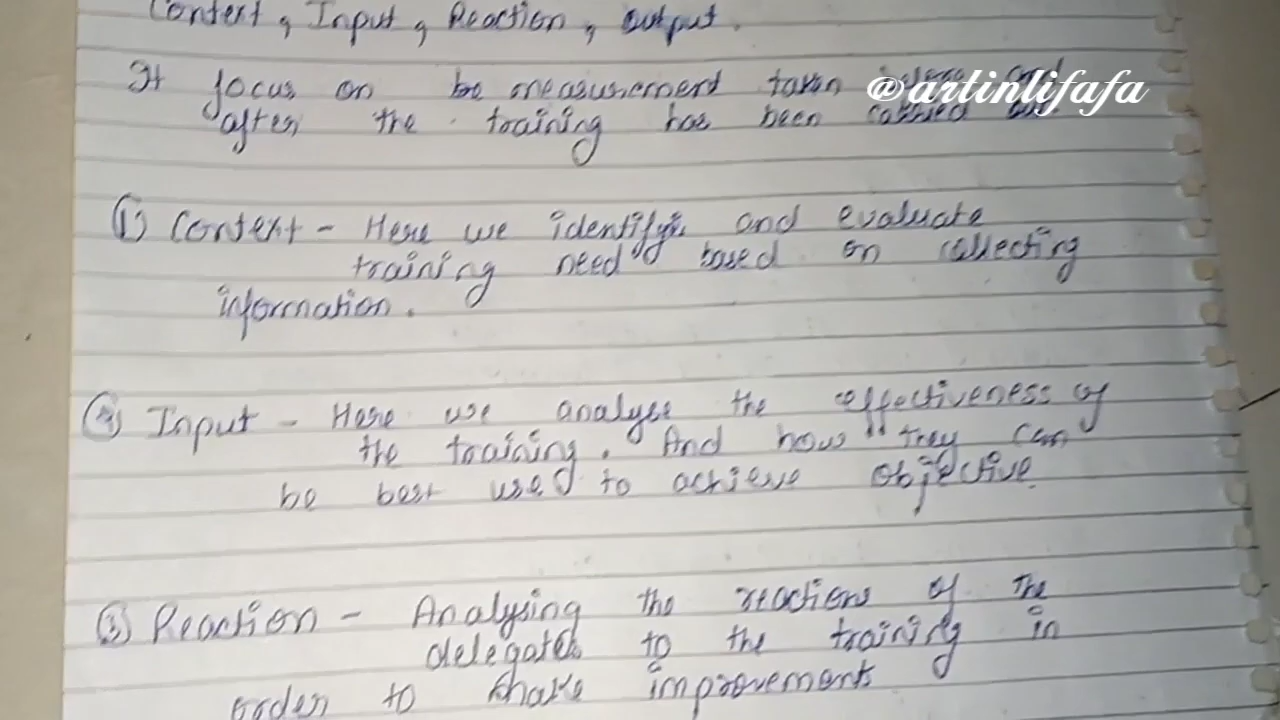 Context, Input, Reaction, output.
It focus on be measurement taken
@artinlifafa
after the training has been carried out.
① Context - Here we identifyin and evaluate
training need based on collecting
information.
② Input - Here we analyse the effectiveness of
the training. And how they can
be best used to achieve objective.
③ Reaction - Analysing the reactions of the
delegates to the training in
order to make improvements